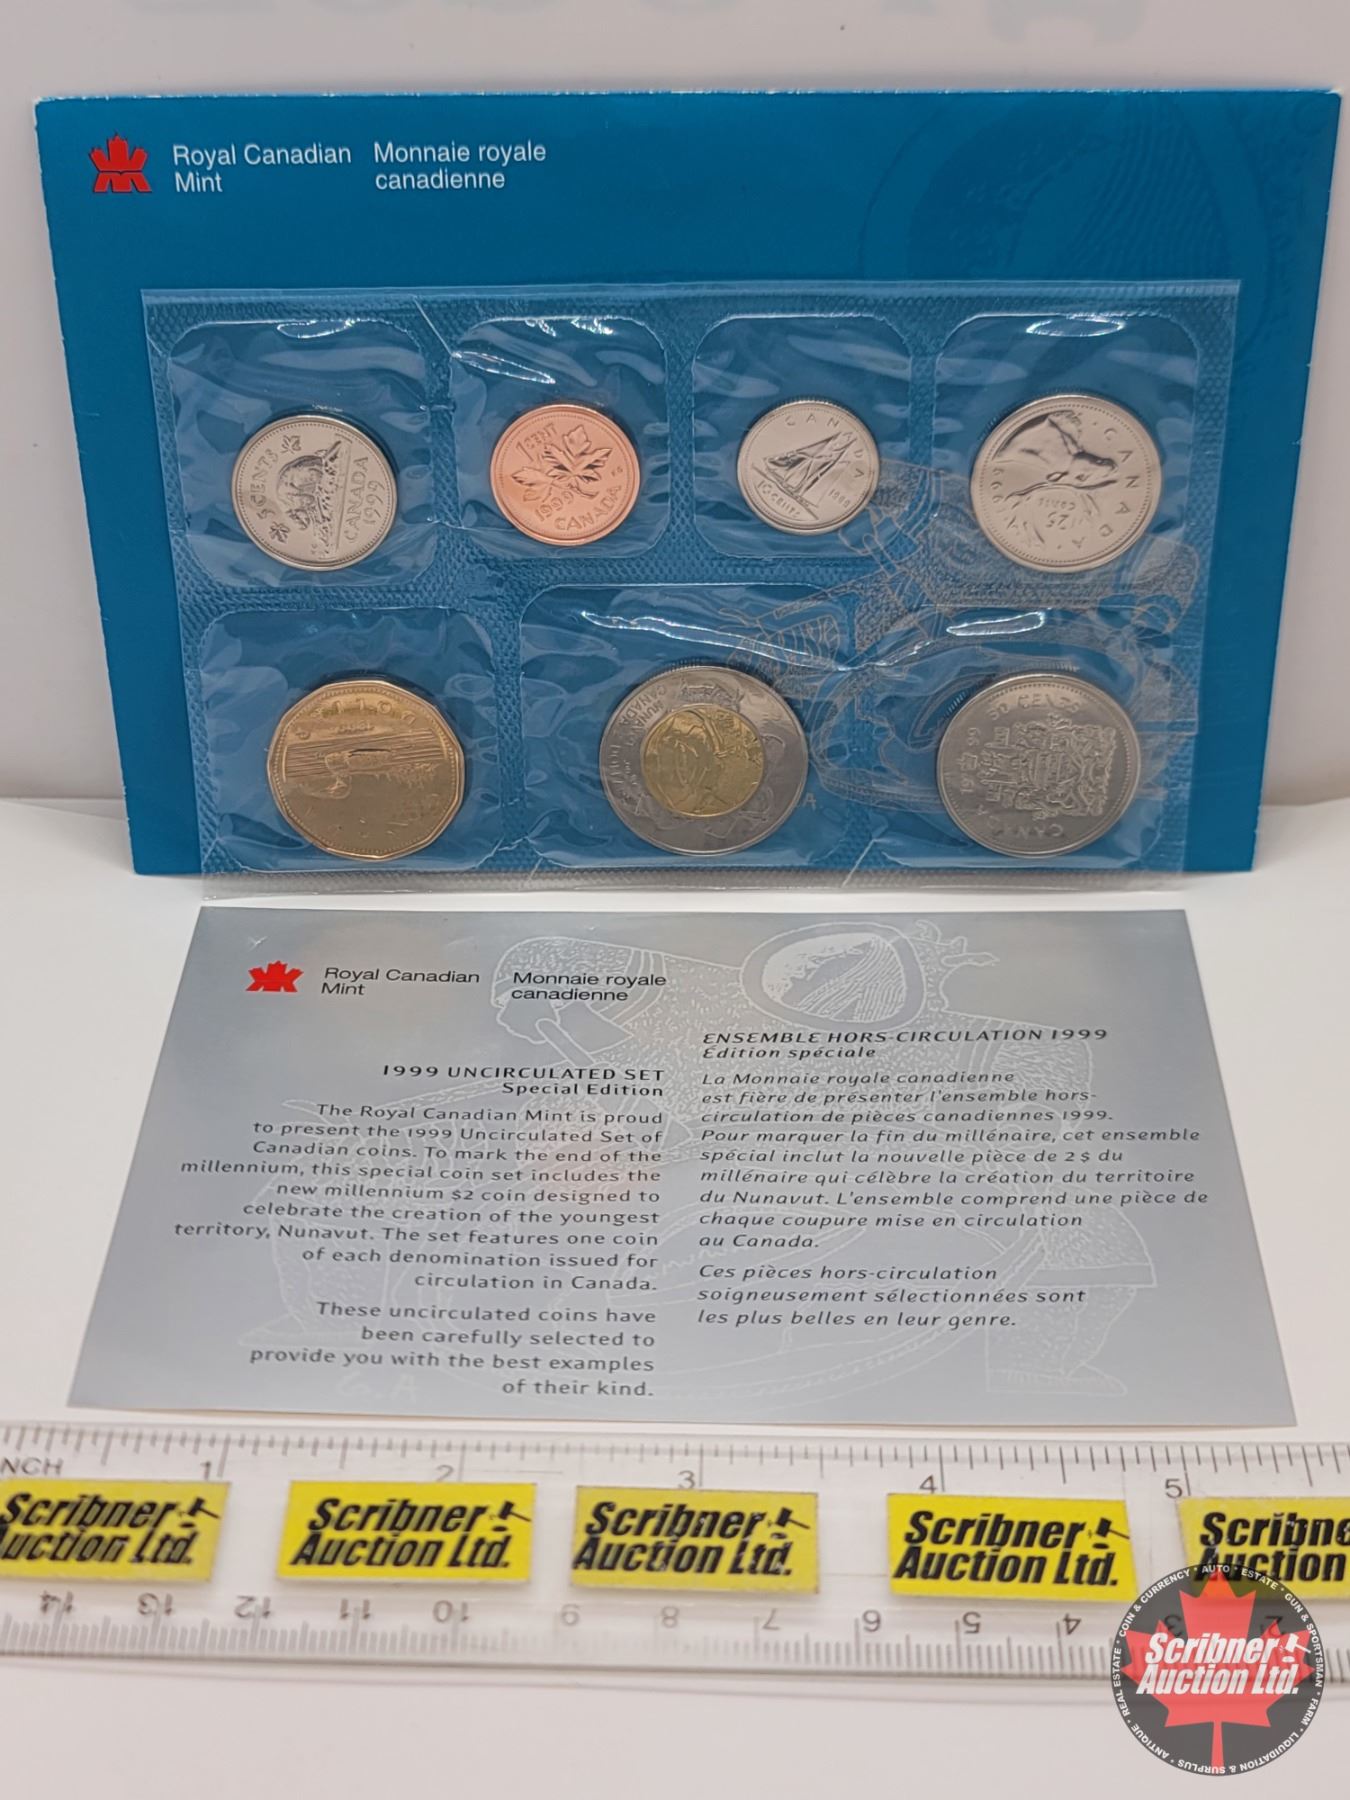 Royal Canadian Mint
Monnaie royale canadienne
5 CENTS
CANADA 1999
1 CENT
1999
CANADA
CANADA
1999
10 CENTS
CANADA
1999
25 CENTS
DOLLAR
CANADA
NUNAVUT
50 CENTS
19
CANADA
Royal Canadian Mint
Monnaie royale canadienne
1999 UNCIRCULATED SET
Special Edition
The Royal Canadian Mint is proud
to present the 1999 Uncirculated Set of
Canadian coins. To mark the end of the
millennium, this special coin set includes the
new millennium $2 coin designed to
celebrate the creation of the youngest
territory, Nunavut. The set features one coin
of each denomination issued for
circulation in Canada.
These uncirculated coins have
been carefully selected to
provide you with the best examples
of their kind.
ENSEMBLE HORS-CIRCULATION 1999
Édition spéciale
La Monnaie royale canadienne
est fière de présenter l'ensemble hors-
circulation de pièces canadiennes 1999.
Pour marquer la fin du millénaire, cet ensemble
spécial inclut la nouvelle pièce de 2 $ du
millénaire qui célèbre la création du territoire
du Nunavut. L'ensemble comprend une pièce de
chaque coupure mise en circulation
au Canada.
Ces pièces hors-circulation
soigneusement sélectionnées sont
les plus belles en leur genre.
NCH 1 2 3 4 5
Scribner Auction Ltd.
Scribner Auction Ltd.
Scribner Auction Ltd.
Scribner Auction Ltd.
Scribne
Auction
14 13 12 11 10 9 8 7 6 5 4 3 2
COIN & CURRENCY • AUTO • ESTATE • GUN & SPORTSMAN • FARM • LIQUIDATION & SURPLUS • ANTIQUE • REAL ESTATE
Scribner
Auction Ltd.